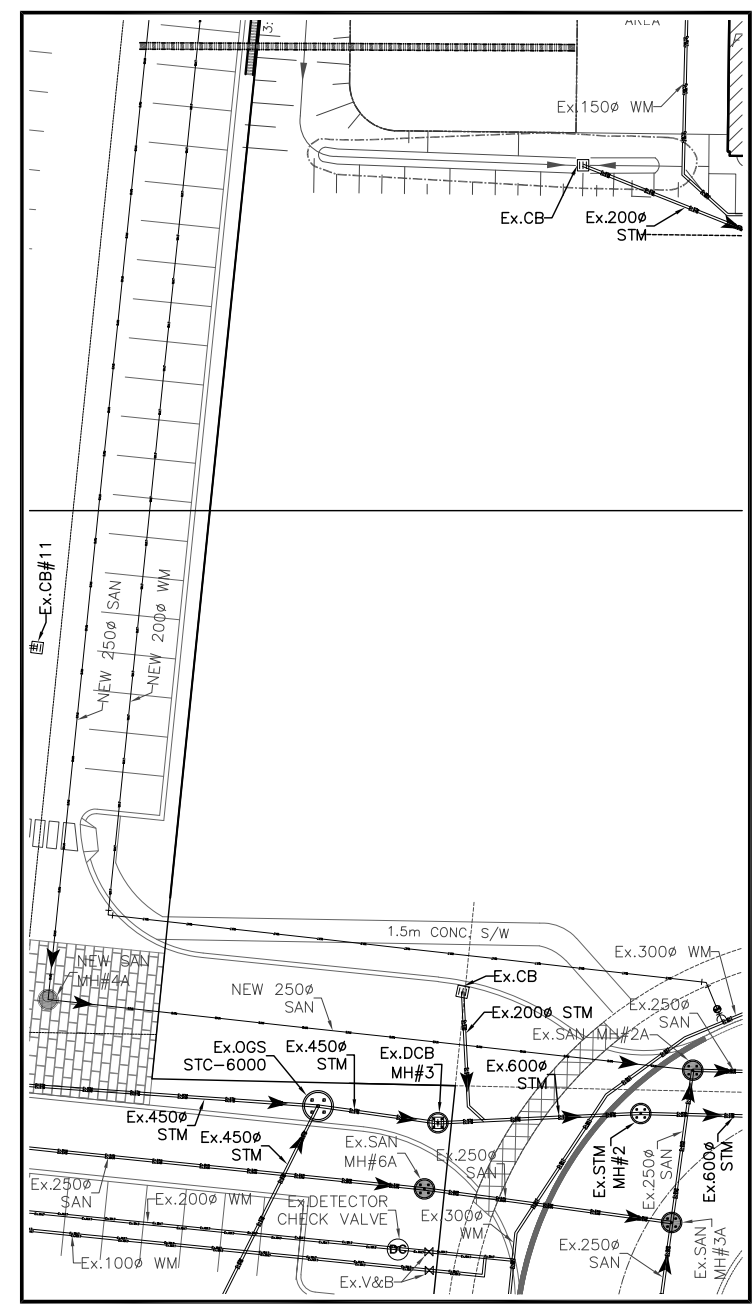 AREA
3:
Ex.150ø WM
Ex.CB
Ex.200ø
STM
Ex.CB#11
NEW 250ø SAN
NEW 200ø WM
1.5m CONC. S/W
Ex.300ø WM
NEW SAN
MH#4A
NEW 250ø
SAN
Ex.CB
Ex.200ø STM
Ex.250ø
SAN
Ex.SAN MH#2A
Ex.OGS
STC-6000
Ex.450ø
STM
Ex.DCB
MH#3
Ex.600ø
STM
Ex.450ø
STM
Ex.450ø
STM
Ex.SAN
MH#6A
Ex.250ø
SAN
Ex.STM
MH#2
Ex.250ø
SAN
Ex.600ø
STM
Ex.250ø
SAN
Ex.200ø WM
Ex.DETECTOR
CHECK VALVE
DC
Ex.300ø
WM
Ex.100ø WM
Ex.V&B
Ex.250ø
SAN
Ex.SAN
MH#3A